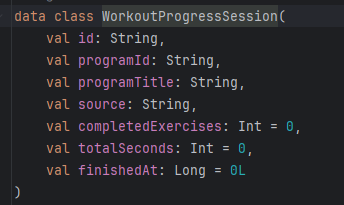 data class WorkoutProgressSession(
    val id: String,
    val programId: String,
    val programTitle: String,
    val source: String,
    val completedExercises: Int = 0,
    val totalSeconds: Int = 0,
    val finishedAt: Long = 0L
)